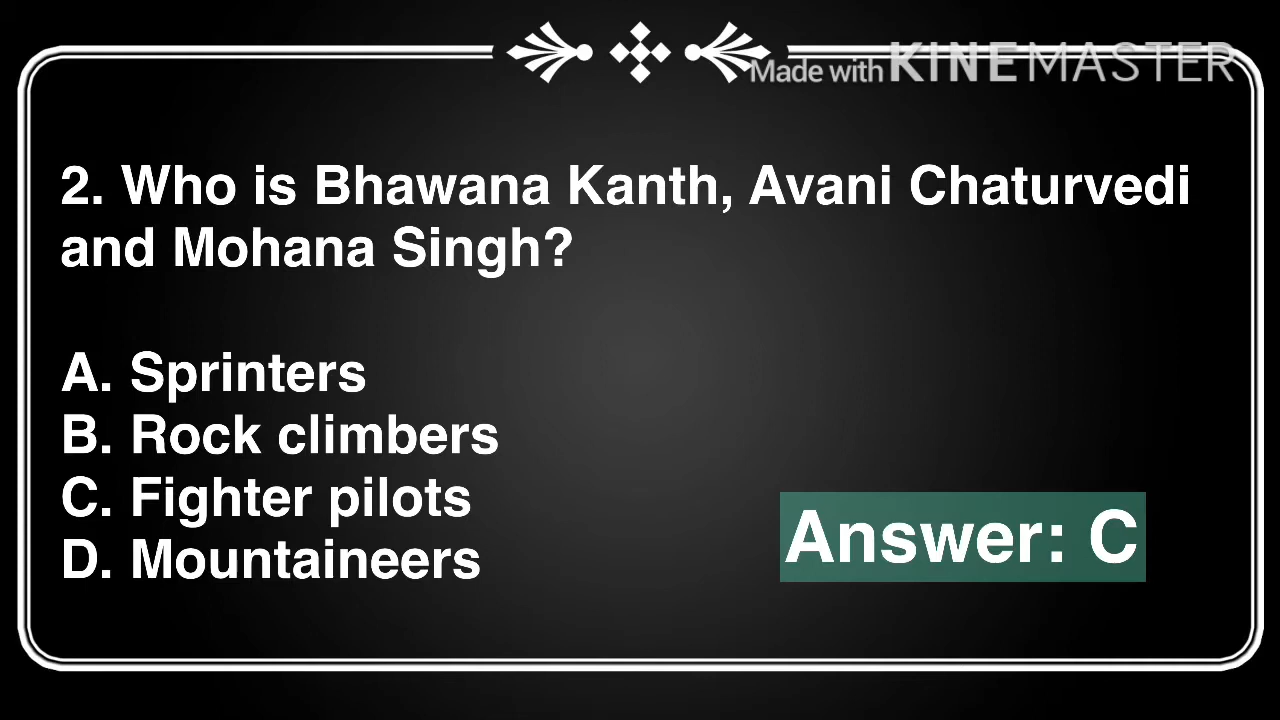 Made with KINEMASTER
2. Who is Bhawana Kanth, Avani Chaturvedi
and Mohana Singh?
A. Sprinters
B. Rock climbers
C. Fighter pilots
D. Mountaineers
Answer: C